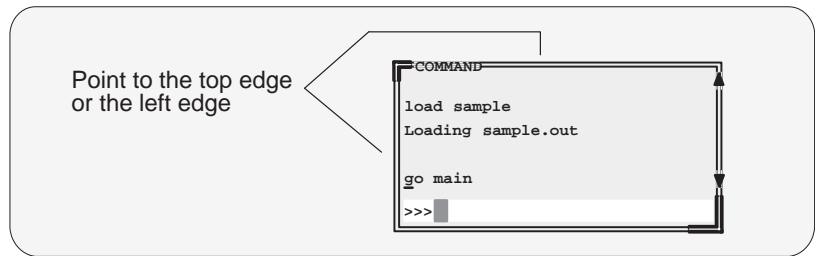 Point to the top edge
or the left edge
COMMAND
load sample
Loading sample.out
go main
>>>